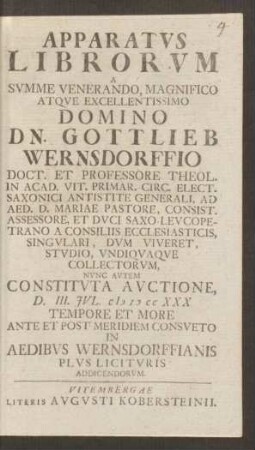 APPARATVS
LIBRORVM
A
SVMME VENERANDO, MAGNIFICO
ATQVE EXCELLENTISSIMO
DOMINO
DN. GOTTLIEB
WERNSDORFFIO
DOCT. ET PROFESSORE THEOL.
IN ACAD. VIT. PRIMAR. CIRC. ELECT.
SAXONICI ANTISTITE GENERALI, AD
AED. D. MARIAE PASTORE, CONSIST.
ASSESSORE, ET DVCI SAXO-LEVCOPE-
TRANO A CONSILIIS ECCLESIASTICIS,
SINGVLARI, DVM VIVERET,
STVDIO, VNDIQVAQVE
COLLECTORVM,
NVNC AVTEM
CONSTITVTA AVCTIONE,
D. III. JVL. cIɔ Iɔ cc XXX
TEMPORE ET MORE
ANTE ET POST MERIDIEM CONSVETO
IN
AEDIBVS WERNSDORFFIANIS
PLVS LICITVRIS
ADDICENDORVM.
VITEMBERGAE
LITERIS AVGVSTI KOBERSTEINII.